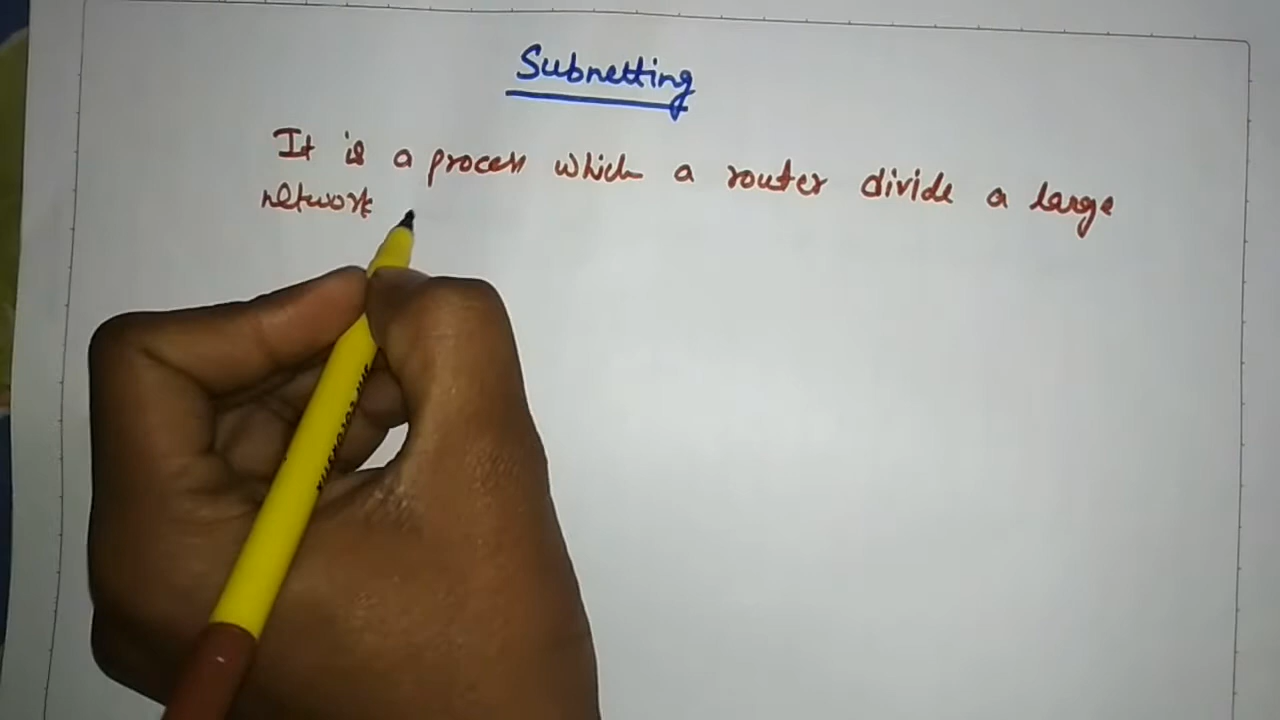 Subnetting
It is a process which a router divide a large
network